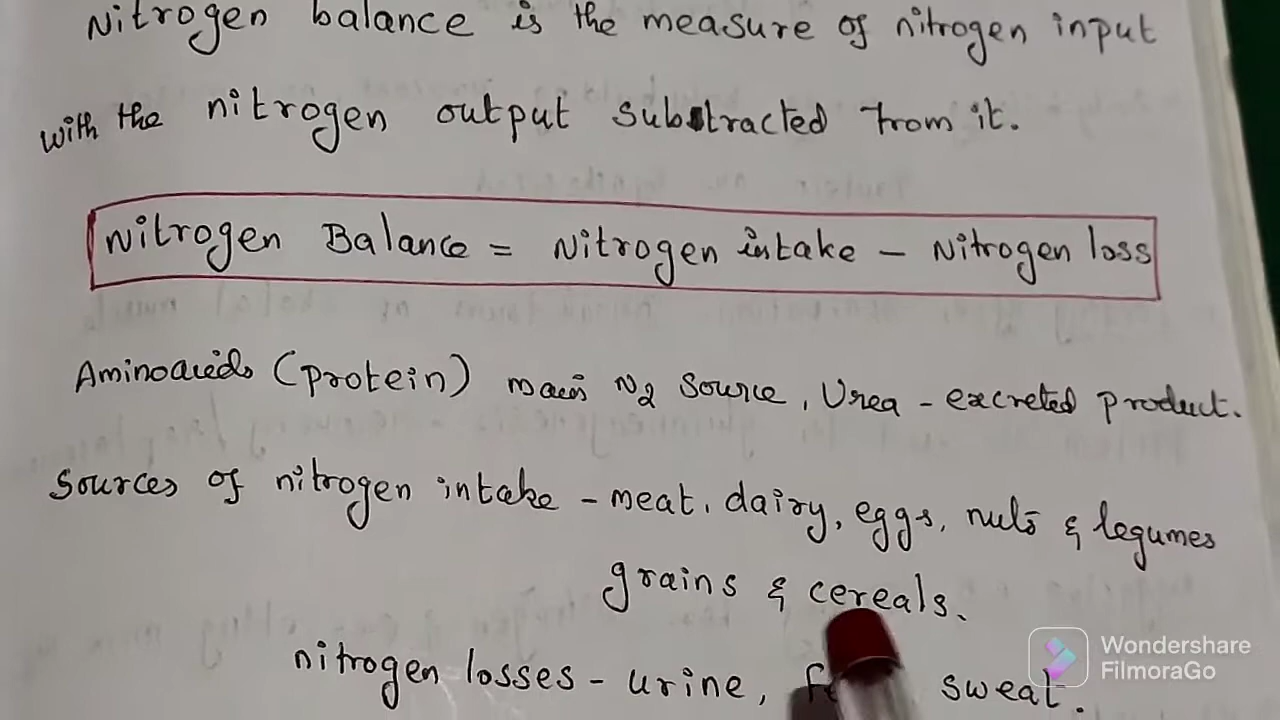 Nitrogen balance is the measure of nitrogen input
with the nitrogen output substracted from it.
Nitrogen Balance = Nitrogen intake - Nitrogen loss
Aminoacids (protein) main N2 source, Urea - excreted product.
Sources of nitrogen intake - meat, dairy, eggs, nuts & legumes
grains & cereals.
nitrogen losses - urine, sweat.
Wondershare
FilmoraGo